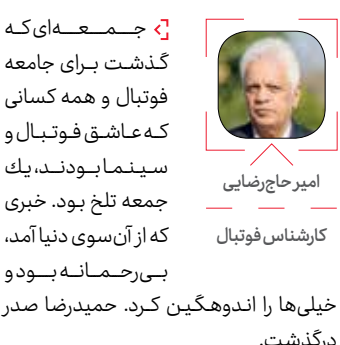 جمعه‌ای که
گذشت برای جامعه
فوتبال و همه کسانی
که عاشق فوتبال و
سینما بودند، یك
جمعه تلخ بود. خبری
که از آن‌سوی دنیا آمد،
بی‌رحمانه بود و
خیلی‌ها را اندوهگین کرد. حمیدرضا صدر
درگذشت.
امیر حاج‌رضایی
کارشناس فوتبال